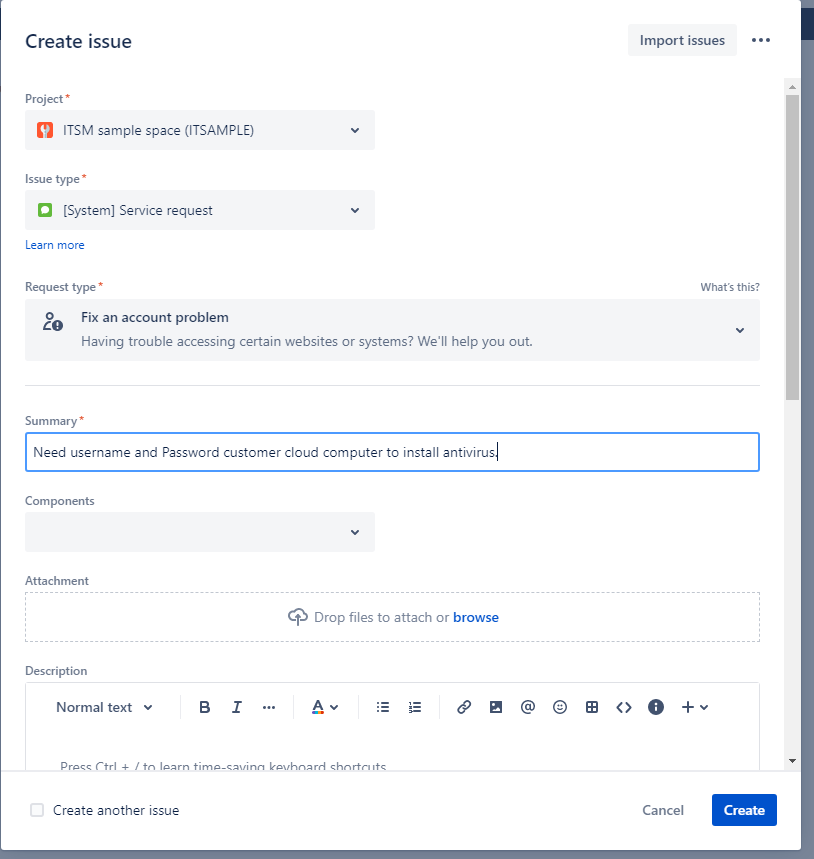 Create issue
Import issues
Project *
ITSM sample space (ITSAMPLE)
Issue type *
[System] Service request
Learn more
Request type *
What's this?
Fix an account problem
Having trouble accessing certain websites or systems? We'll help you out.
Summary *
Need username and Password customer cloud computer to install antivirus.
Components
Attachment
Drop files to attach or browse
Description
Normal text
B I ... A
Press Ctrl + / to learn time-saving keyboard shortcuts
Create another issue
Cancel
Create